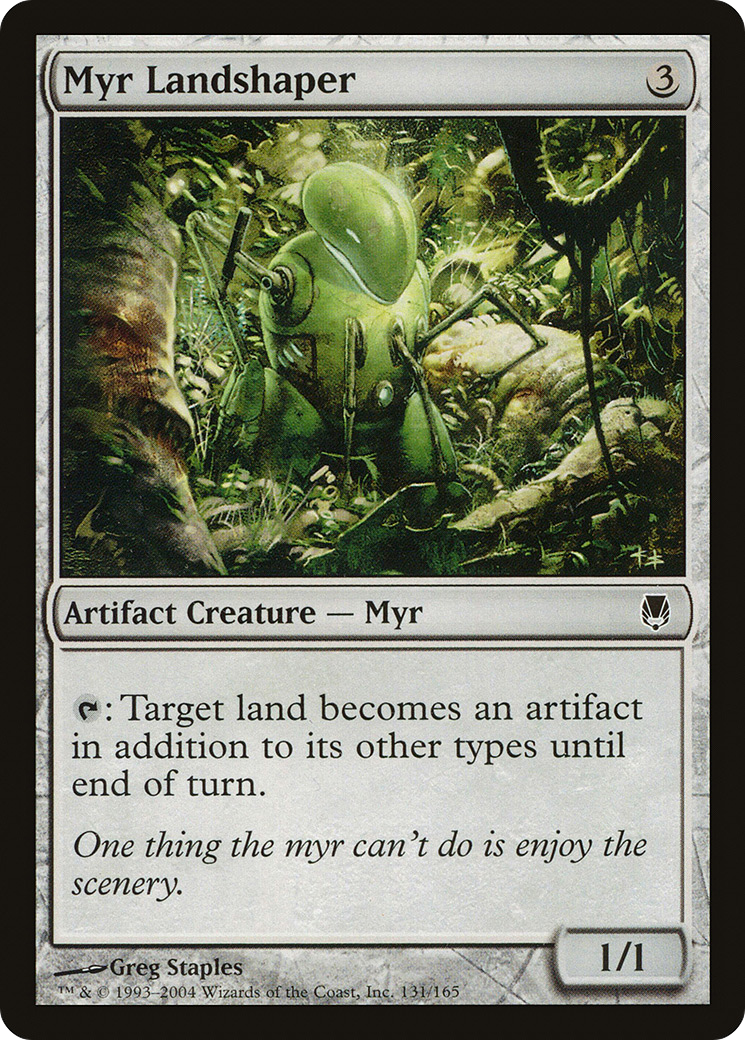 Myr Landshaper 3
Artifact Creature — Myr
: Target land becomes an artifact
in addition to its other types until
end of turn.
One thing the myr can't do is enjoy the
scenery.
1/1
Greg Staples
™ & © 1993–2004 Wizards of the Coast, Inc. 131/165